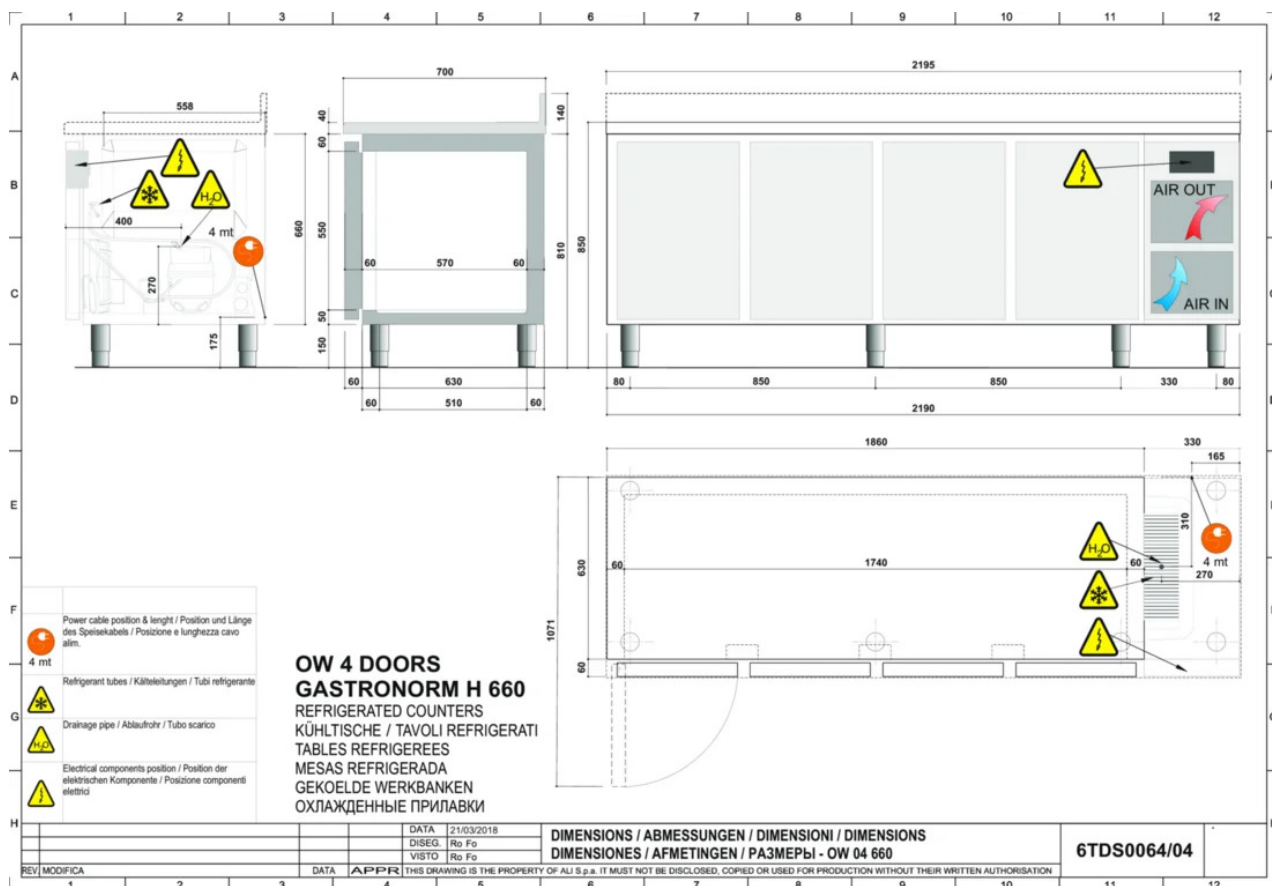 1 2 3 4 5 6 7 8 9 10 11 12
A
B
C
D
E
F
G
H
558
400
4 mt
H₂O
270
175
660
700
40
60
550
50
150
140
810
60 570 60
60 630
60 510 60
2195
850
AIR OUT
AIR IN
80 850 850 330 80
2190
1860 330
165
310
630
60 1740 60
H₂O
4 mt
270
1071
60
4 mt
Power cable position & lenght / Position und Länge
des Speisekabels / Posizione e lunghezza cavo
alim.
Refrigerant tubes / Kälteleitungen / Tubi refrigerante
H₂O
Drainage pipe / Ablaufrohr / Tubo scarico
Electrical components position / Position der
elektrischen Komponente / Posizione componenti
elettrici
OW 4 DOORS
GASTRONORM H 660
REFRIGERATED COUNTERS
KÜHLTISCHE / TAVOLI REFRIGERATI
TABLES REFRIGEREES
MESAS REFRIGERADA
GEKOELDE WERKBANKEN
ОХЛАЖДЕННЫЕ ПРИЛАВКИ
DATA 21/03/2018
DISEG. Ro Fo
VISTO Ro Fo
DIMENSIONS / ABMESSUNGEN / DIMENSIONI / DIMENSIONS
DIMENSIONES / AFMETINGEN / РАЗМЕРЫ - OW 04 660
6TDS0064/04
REV. MODIFICA DATA APPR. THIS DRAWING IS THE PROPERTY OF ALI S.p.a. IT MUST NOT BE DISCLOSED, COPIED OR USED FOR PRODUCTION WITHOUT THEIR WRITTEN AUTHORISATION
1 2 3 4 5 6 7 8 9 10 11 12